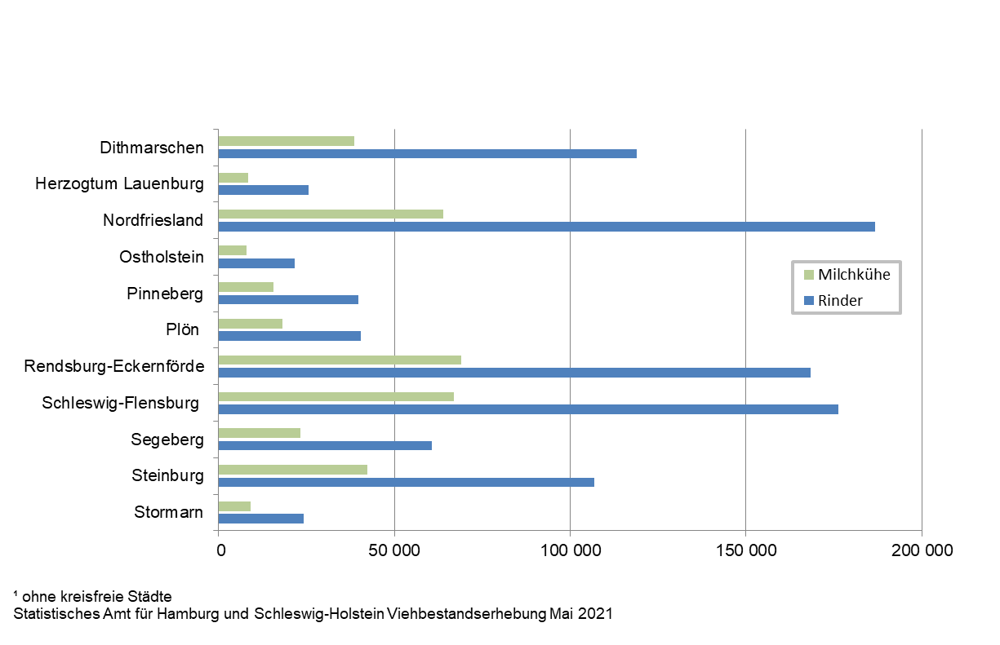 Dithmarschen
Herzogtum Lauenburg
Nordfriesland
Ostholstein
Pinneberg
Plön
Rendsburg-Eckernförde
Schleswig-Flensburg
Segeberg
Steinburg
Stormarn
Milchkühe
Rinder
0 50 000 100 000 150 000 200 000
¹ ohne kreisfreie Städte
Statistisches Amt für Hamburg und Schleswig-Holstein Viehbestandserhebung Mai 2021